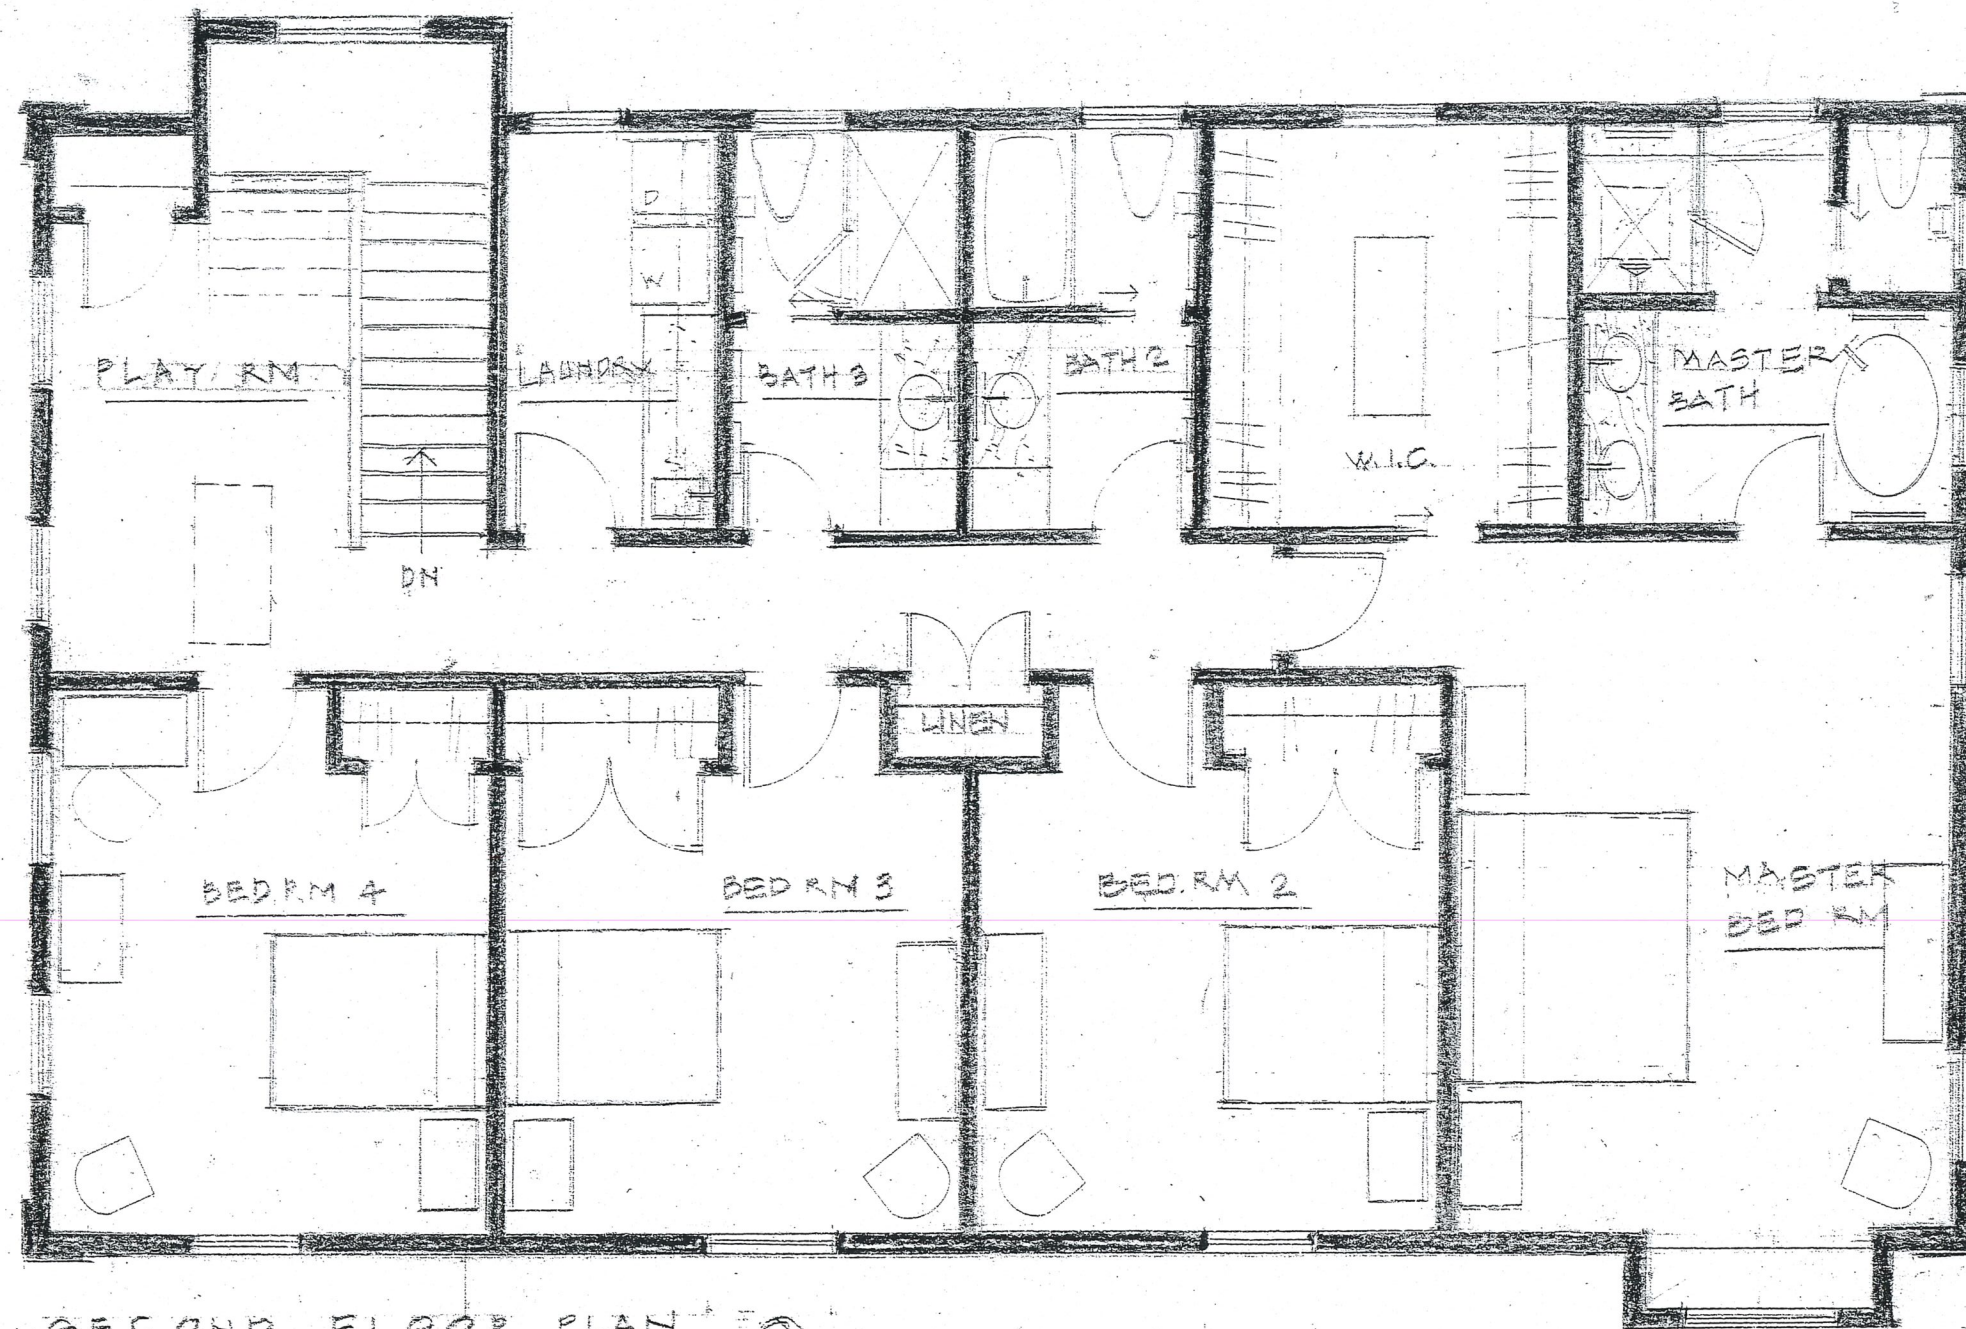 D
W
PLAY RM
LAUNDRY
BATH 3
BATH 2
MASTER
BATH
W.I.C.
DN
LINEN
BED.RM 4
BED RM 3
BED.RM 2
MASTER
BED RM
SECOND FLOOR PLAN